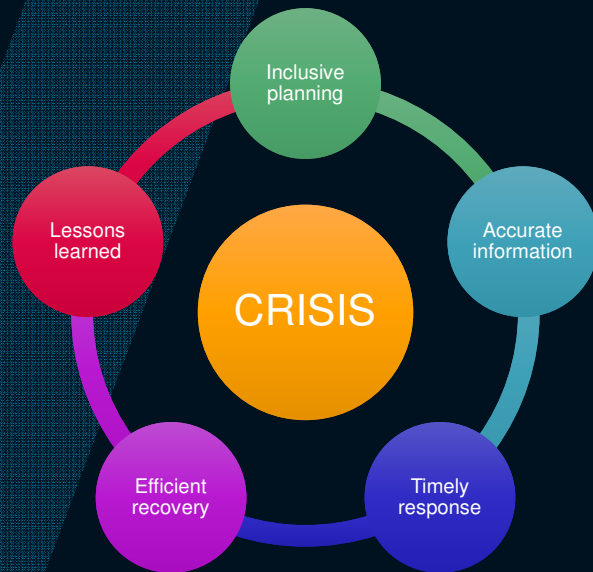 Inclusive
planning
Accurate
information
Timely
response
Efficient
recovery
Lessons
learned
CRISIS